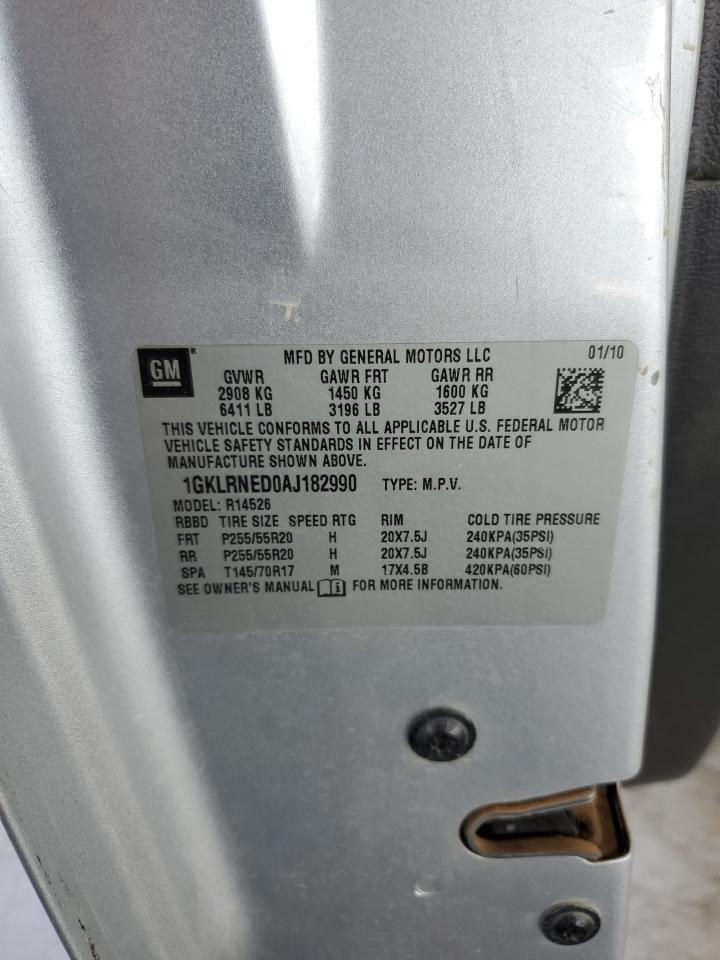 GM® MFD BY GENERAL MOTORS LLC 01/10
GVWR GAWR FRT GAWR RR
2908 KG 1450 KG 1600 KG
6411 LB 3196 LB 3527 LB
THIS VEHICLE CONFORMS TO ALL APPLICABLE U.S. FEDERAL MOTOR
VEHICLE SAFETY STANDARDS IN EFFECT ON THE DATE OF
MANUFACTURE SHOWN ABOVE.
1GKLRNED0AJ182990 TYPE: M.P.V.
MODEL: R14526
RBBD TIRE SIZE SPEED RTG RIM COLD TIRE PRESSURE
FRT P255/55R20 H 20X7.5J 240KPA(35PSI)
RR P255/55R20 H 20X7.5J 240KPA(35PSI)
SPA T145/70R17 M 17X4.5B 420KPA(60PSI)
SEE OWNER'S MANUAL i FOR MORE INFORMATION.